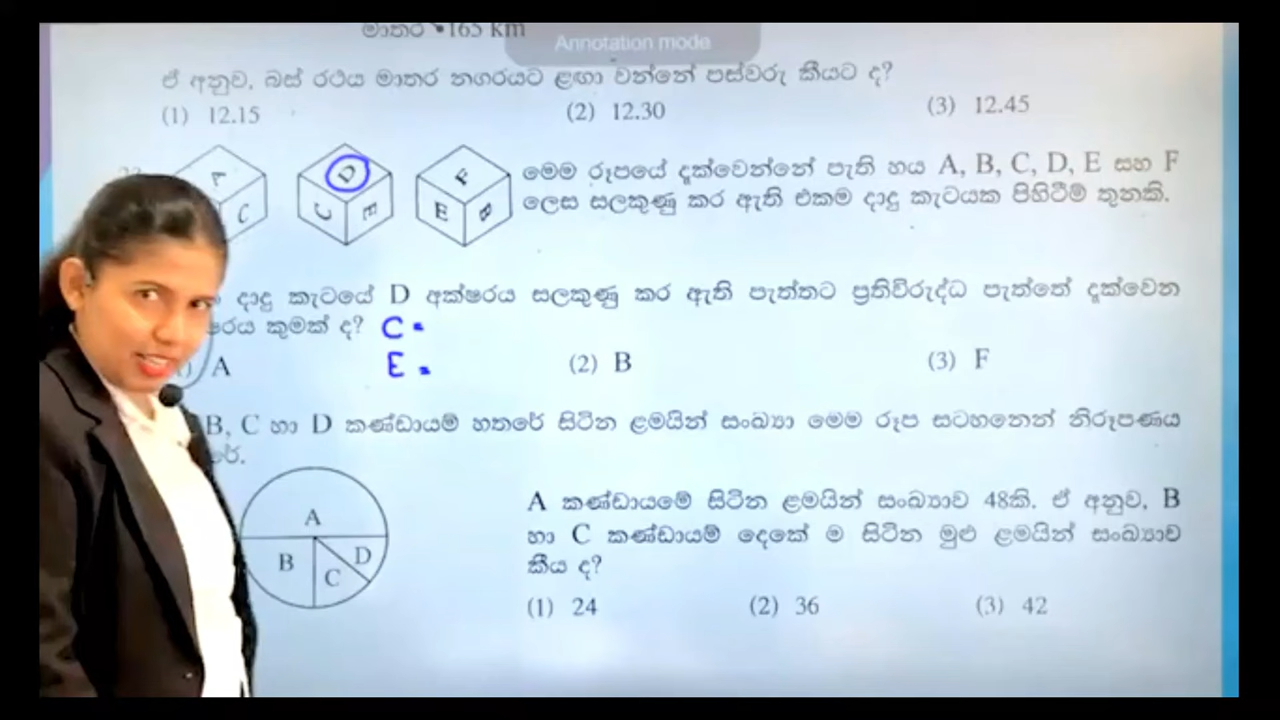 මාතර 165 km
Annotation mode
ඒ අනුව, බස් රථය මාතර නගරයට ළඟා වන්නේ පස්වරු කීයට ද?
(1) 12.15 (2) 12.30 (3) 12.45
A C D C E F E B
මෙම රූපයේ දැක්වෙන්නේ පැති හය A, B, C, D, E සහ F
ලෙස සලකුණු කර ඇති එකම දාදු කැටයක පිහිටීම් තුනකි.
දාදු කැටයේ D අක්ෂරය සලකුණු කර ඇති පැත්තට ප්‍රතිවිරුද්ධ පැත්තේ දැක්වෙන
කුමක් ද? C
A E (2) B (3) F
B, C හා D කණ්ඩායම් හතරේ සිටින ළමයින් සංඛ්‍යා මෙම රූප සටහනෙන් නිරූපණය
A
B C D
A කණ්ඩායමේ සිටින ළමයින් සංඛ්‍යාව 48කි. ඒ අනුව, B
හා C කණ්ඩායම් දෙකේ ම සිටින මුළු ළමයින් සංඛ්‍යාව
කීය ද?
(1) 24 (2) 36 (3) 42